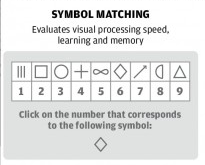 SYMBOL MATCHING
Evaluates visual processing speed,
learning and memory
1 2 3 4 5 6 7 8 9
Click on the number that corresponds
to the following symbol: